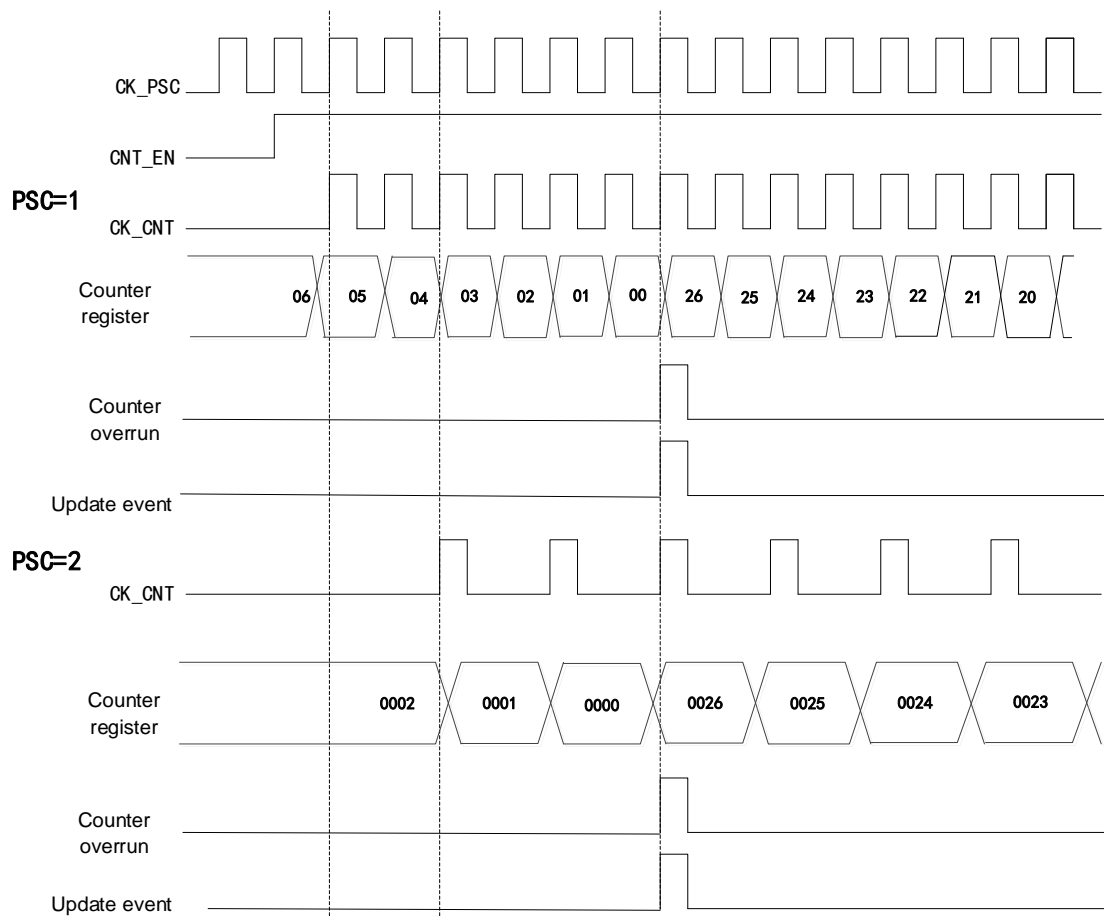 CK_PSC
CNT_EN
PSC=1
CK_CNT
Counter
register
06 05 04 03 02 01 00 26 25 24 23 22 21 20
Counter
overrun
Update event
PSC=2
CK_CNT
Counter
register
0002 0001 0000 0026 0025 0024 0023
Counter
overrun
Update event